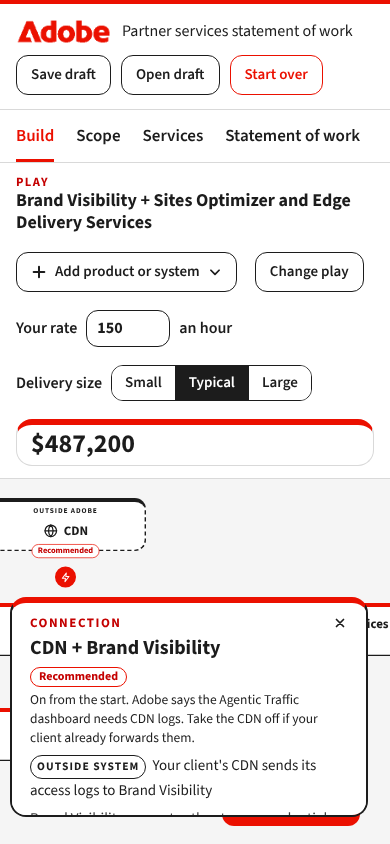 Adobe Partner services statement of work
Save draft Open draft Start over
Build Scope Services Statement of work
PLAY
Brand Visibility + Sites Optimizer and Edge
Delivery Services
Add product or system Change play
Your rate 150 an hour
Delivery size Small Typical Large
$487,200
OUTSIDE ADOBE
CDN
Recommended
ices
CONNECTION
CDN + Brand Visibility
Recommended
On from the start. Adobe says the Agentic Traffic
dashboard needs CDN logs. Take the CDN off if your
client already forwards them.
OUTSIDE SYSTEM Your client's CDN sends its
access logs to Brand Visibility